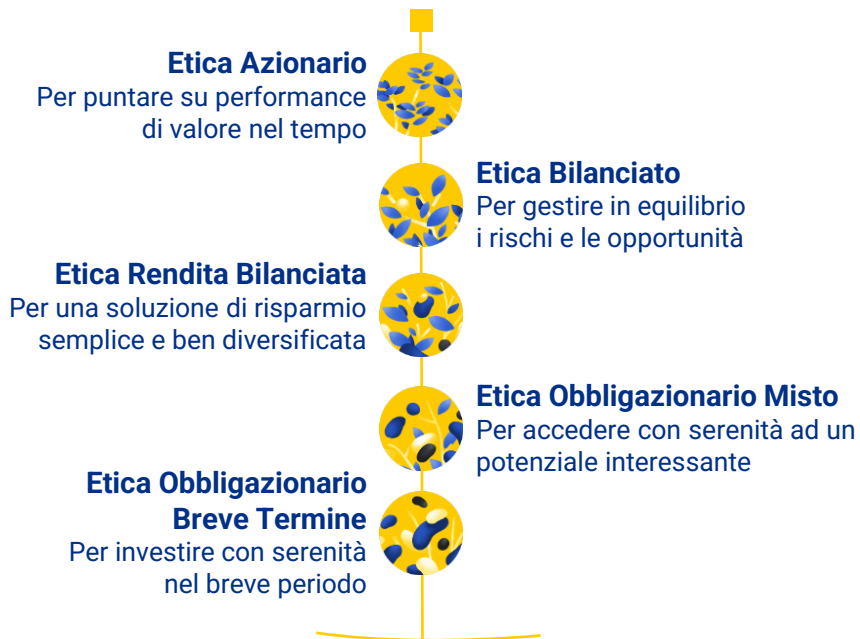 Etica Azionario
Per puntare su performance
di valore nel tempo
Etica Bilanciato
Per gestire in equilibrio
i rischi e le opportunità
Etica Rendita Bilanciata
Per una soluzione di risparmio
semplice e ben diversificata
Etica Obbligazionario Misto
Per accedere con serenità ad un
potenziale interessante
Etica Obbligazionario
Breve Termine
Per investire con serenità
nel breve periodo